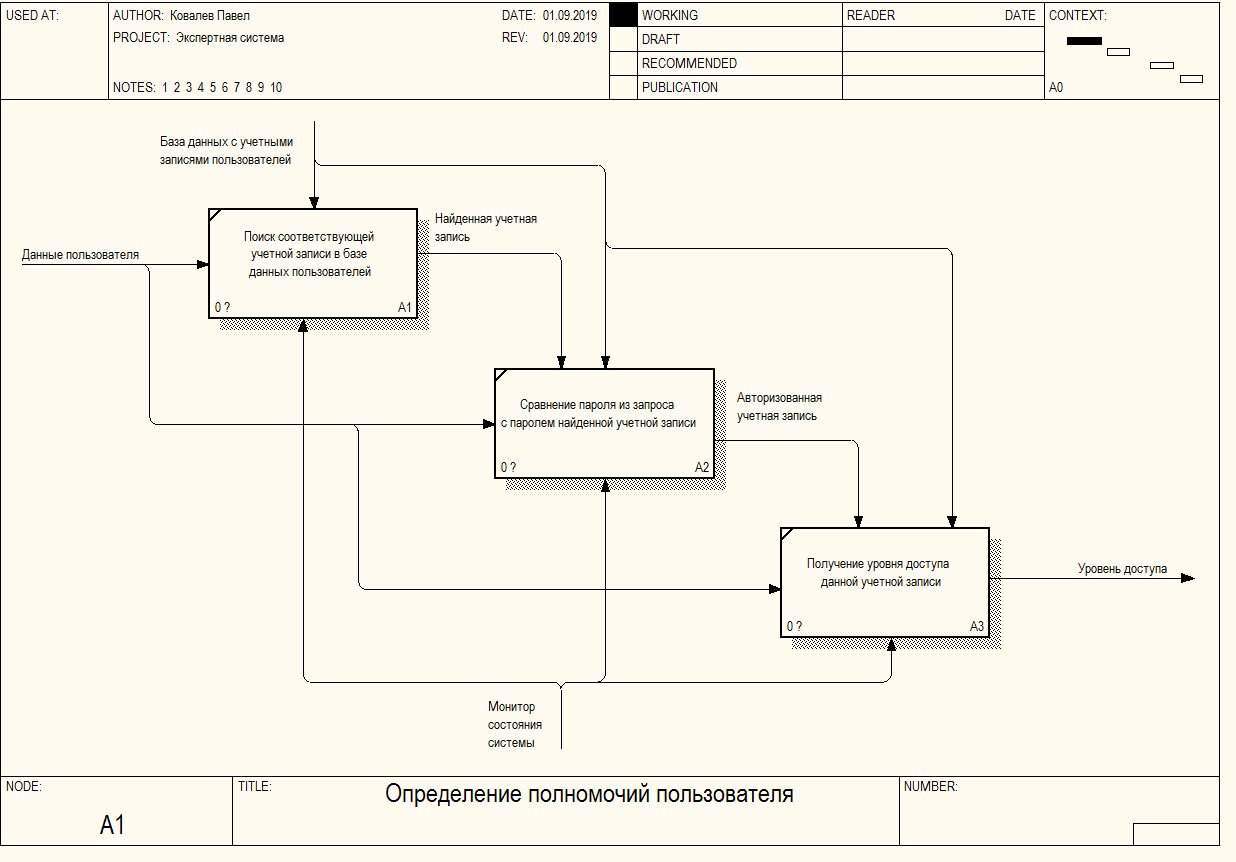 USED AT:
AUTHOR: Ковалев Павел
DATE: 01.09.2019
PROJECT: Экспертная система
REV: 01.09.2019
NOTES: 1 2 3 4 5 6 7 8 9 10
WORKING
DRAFT
RECOMMENDED
PUBLICATION
READER
DATE
CONTEXT:
A0
База данных с учетными
записями пользователей
Данные пользователя
Поиск соответствующей
учетной записи в базе
данных пользователей
0 ?
A1
Найденная учетная
запись
Сравнение пароля из запроса
с паролем найденной учетной записи
0 ?
A2
Авторизованная
учетная запись
Получение уровня доступа
данной учетной записи
0 ?
A3
Уровень доступа
Монитор
состояния
системы
NODE:
A1
TITLE:
Определение полномочий пользователя
NUMBER: